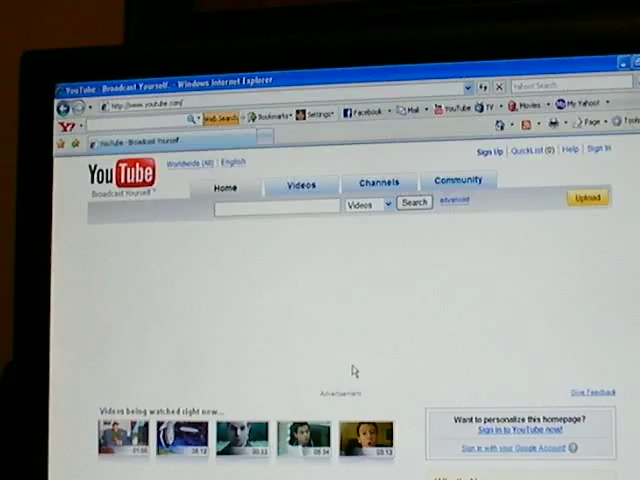 YouTube - Broadcast Yourself. - Windows Internet Explorer
http://www.youtube.com/
Yahoo! Search
Y! Web Search Bookmarks Settings Facebook Mail YouTube TV Movies My Yahoo!
YouTube - Broadcast Yourself.
Page Tools
YouTube Worldwide (All) | English
Sign Up | QuickList (0) | Help | Sign In
Broadcast Yourself™
Home Videos Channels Community
Videos Search advanced Upload
Advertisement
Give Feedback
Videos being watched right now...
Want to personalize this homepage?
Sign in to YouTube now!
Sign in with your Google Account